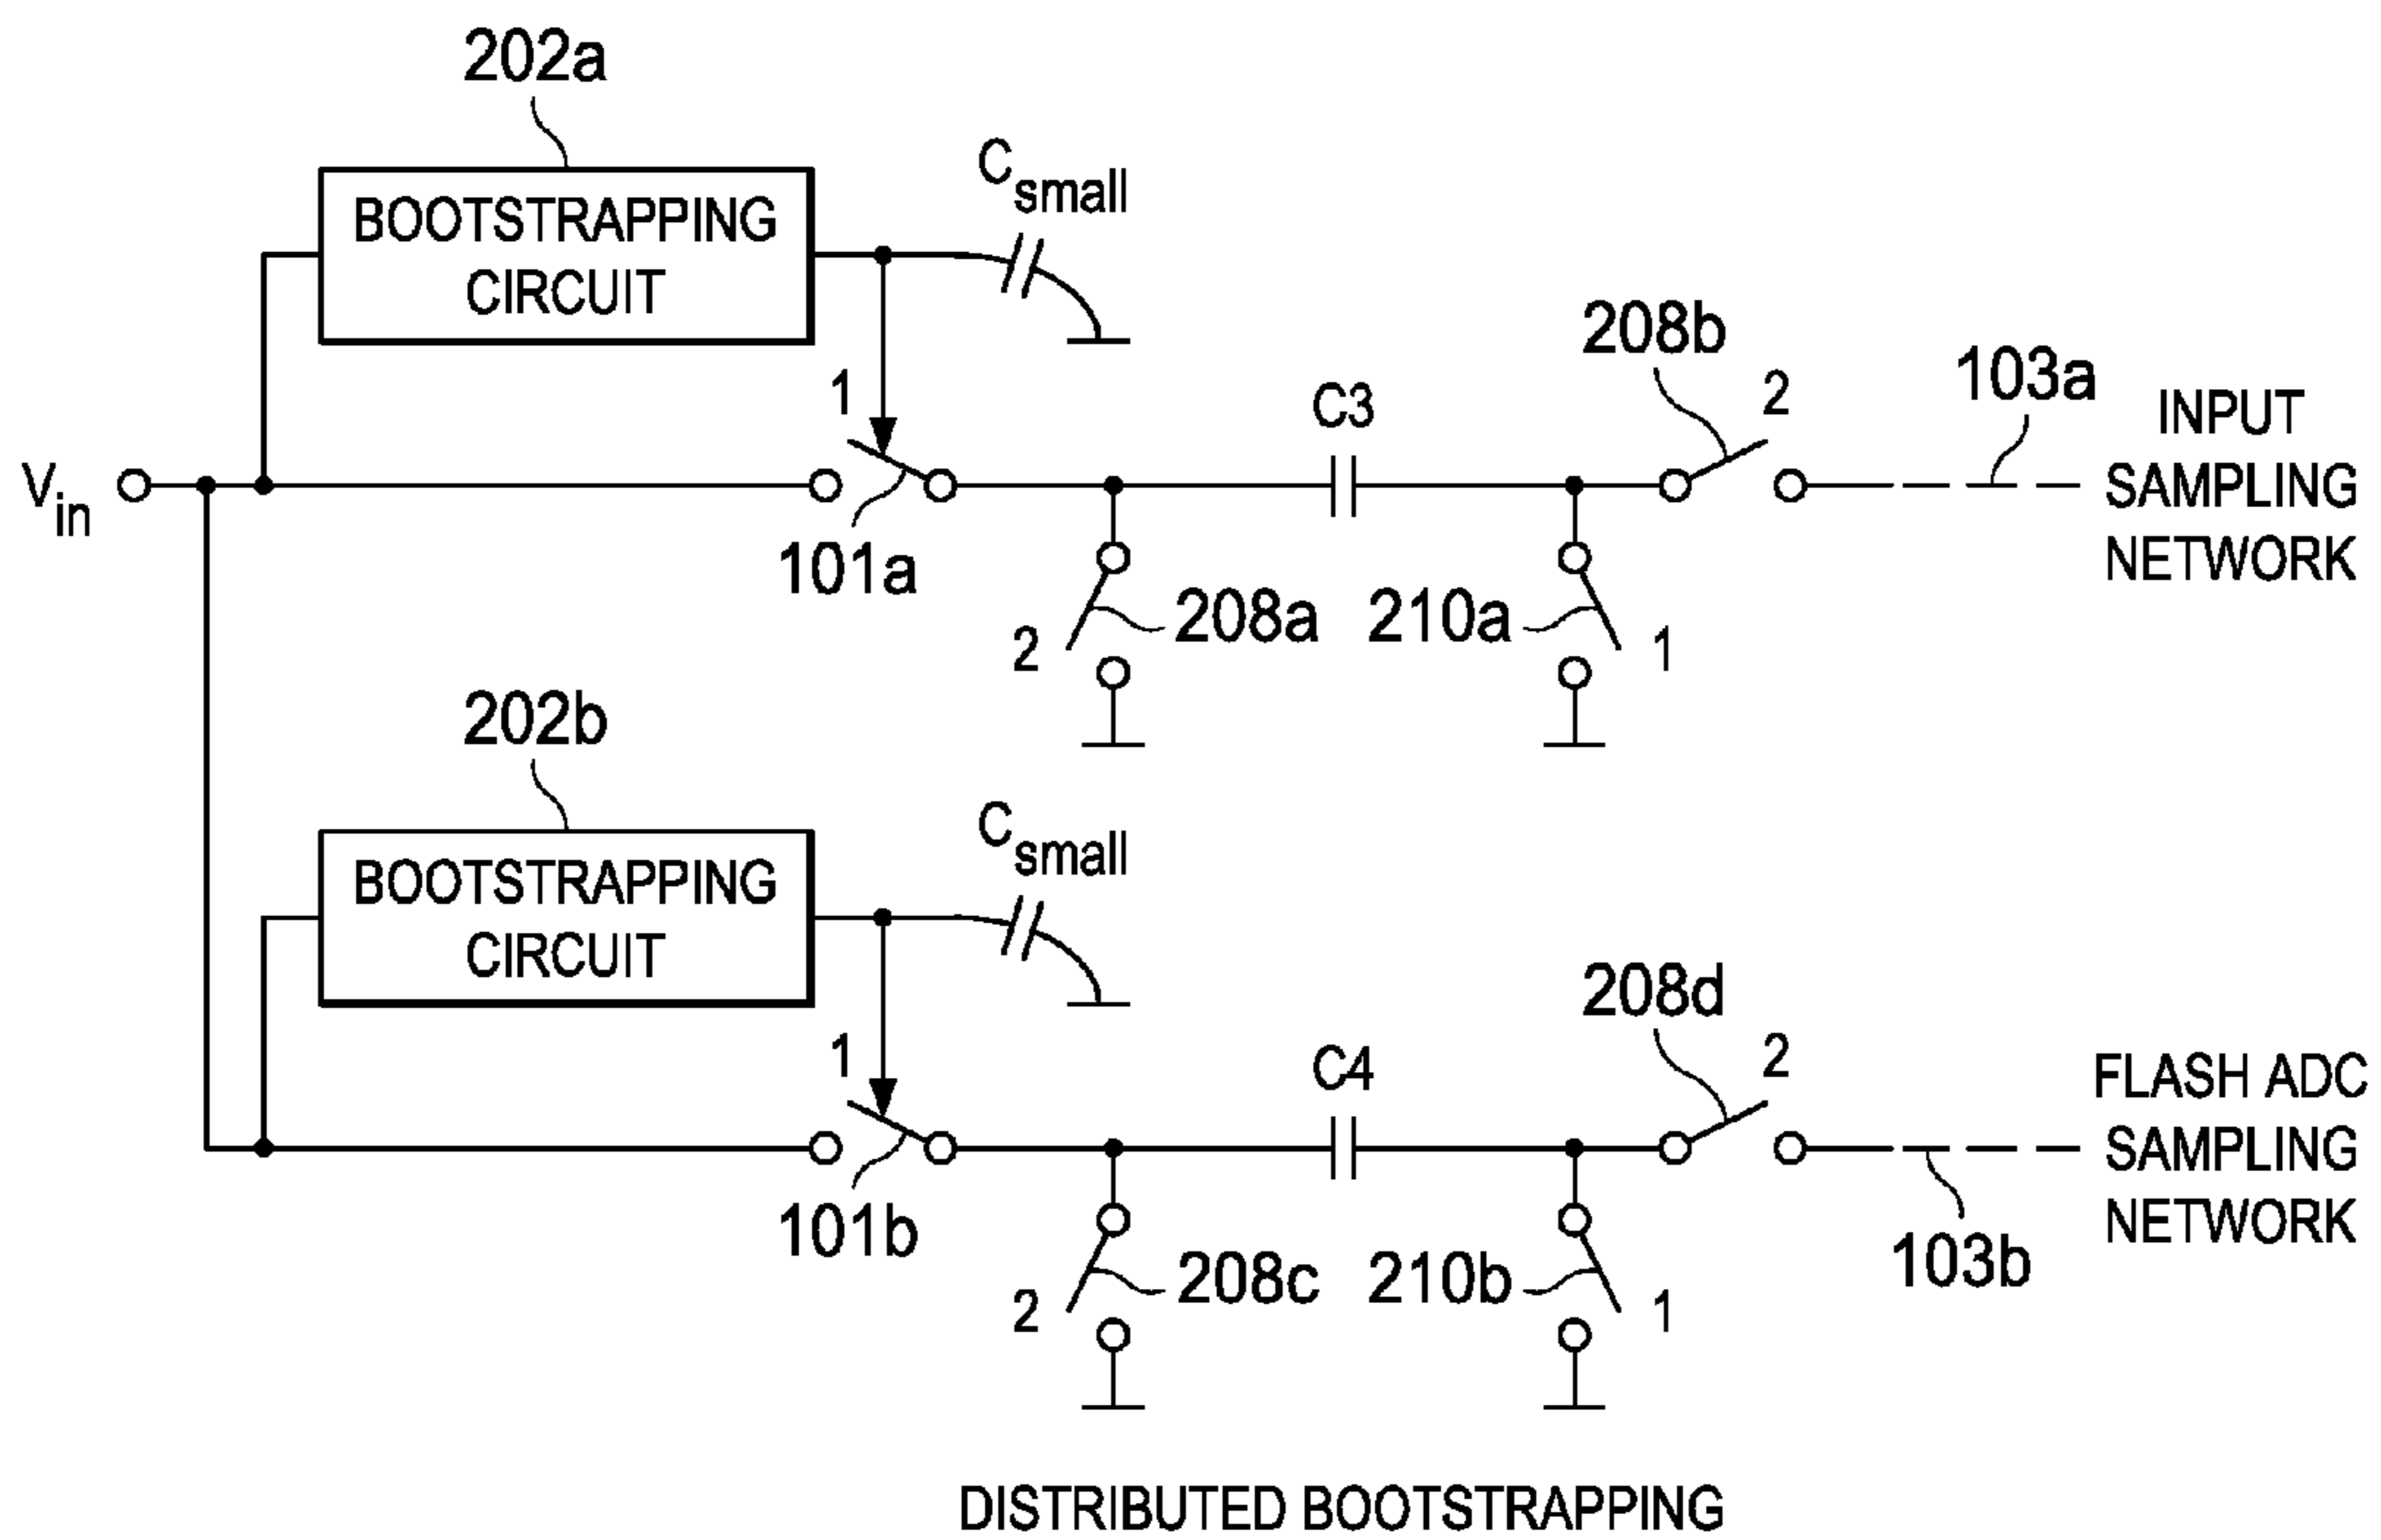 202a
BOOTSTRAPPING
CIRCUIT
Csmall
1
101a
Vin
C3
208b
2
103a
INPUT
SAMPLING
NETWORK
2
208a
210a
1
202b
BOOTSTRAPPING
CIRCUIT
Csmall
1
101b
C4
208d
2
103b
FLASH ADC
SAMPLING
NETWORK
2
208c
210b
1
DISTRIBUTED BOOTSTRAPPING